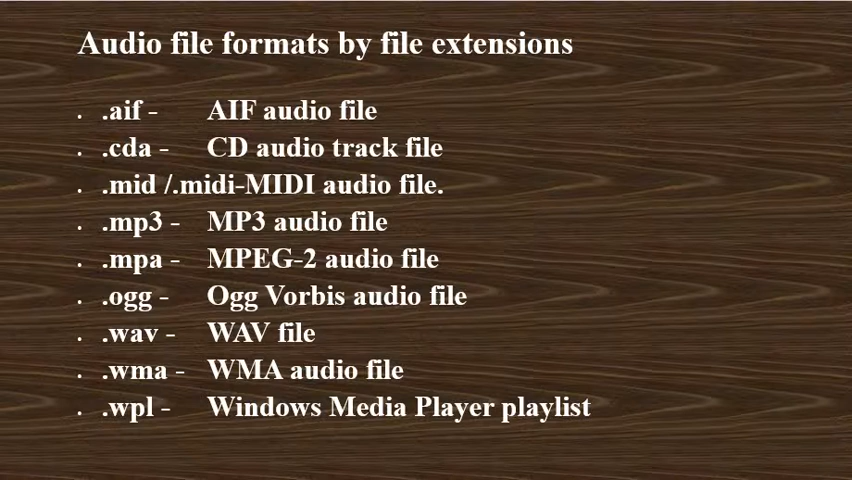 Audio file formats by file extensions
• .aif - AIF audio file
• .cda - CD audio track file
• .mid /.midi-MIDI audio file.
• .mp3 - MP3 audio file
• .mpa - MPEG-2 audio file
• .ogg - Ogg Vorbis audio file
• .wav - WAV file
• .wma - WMA audio file
• .wpl - Windows Media Player playlist